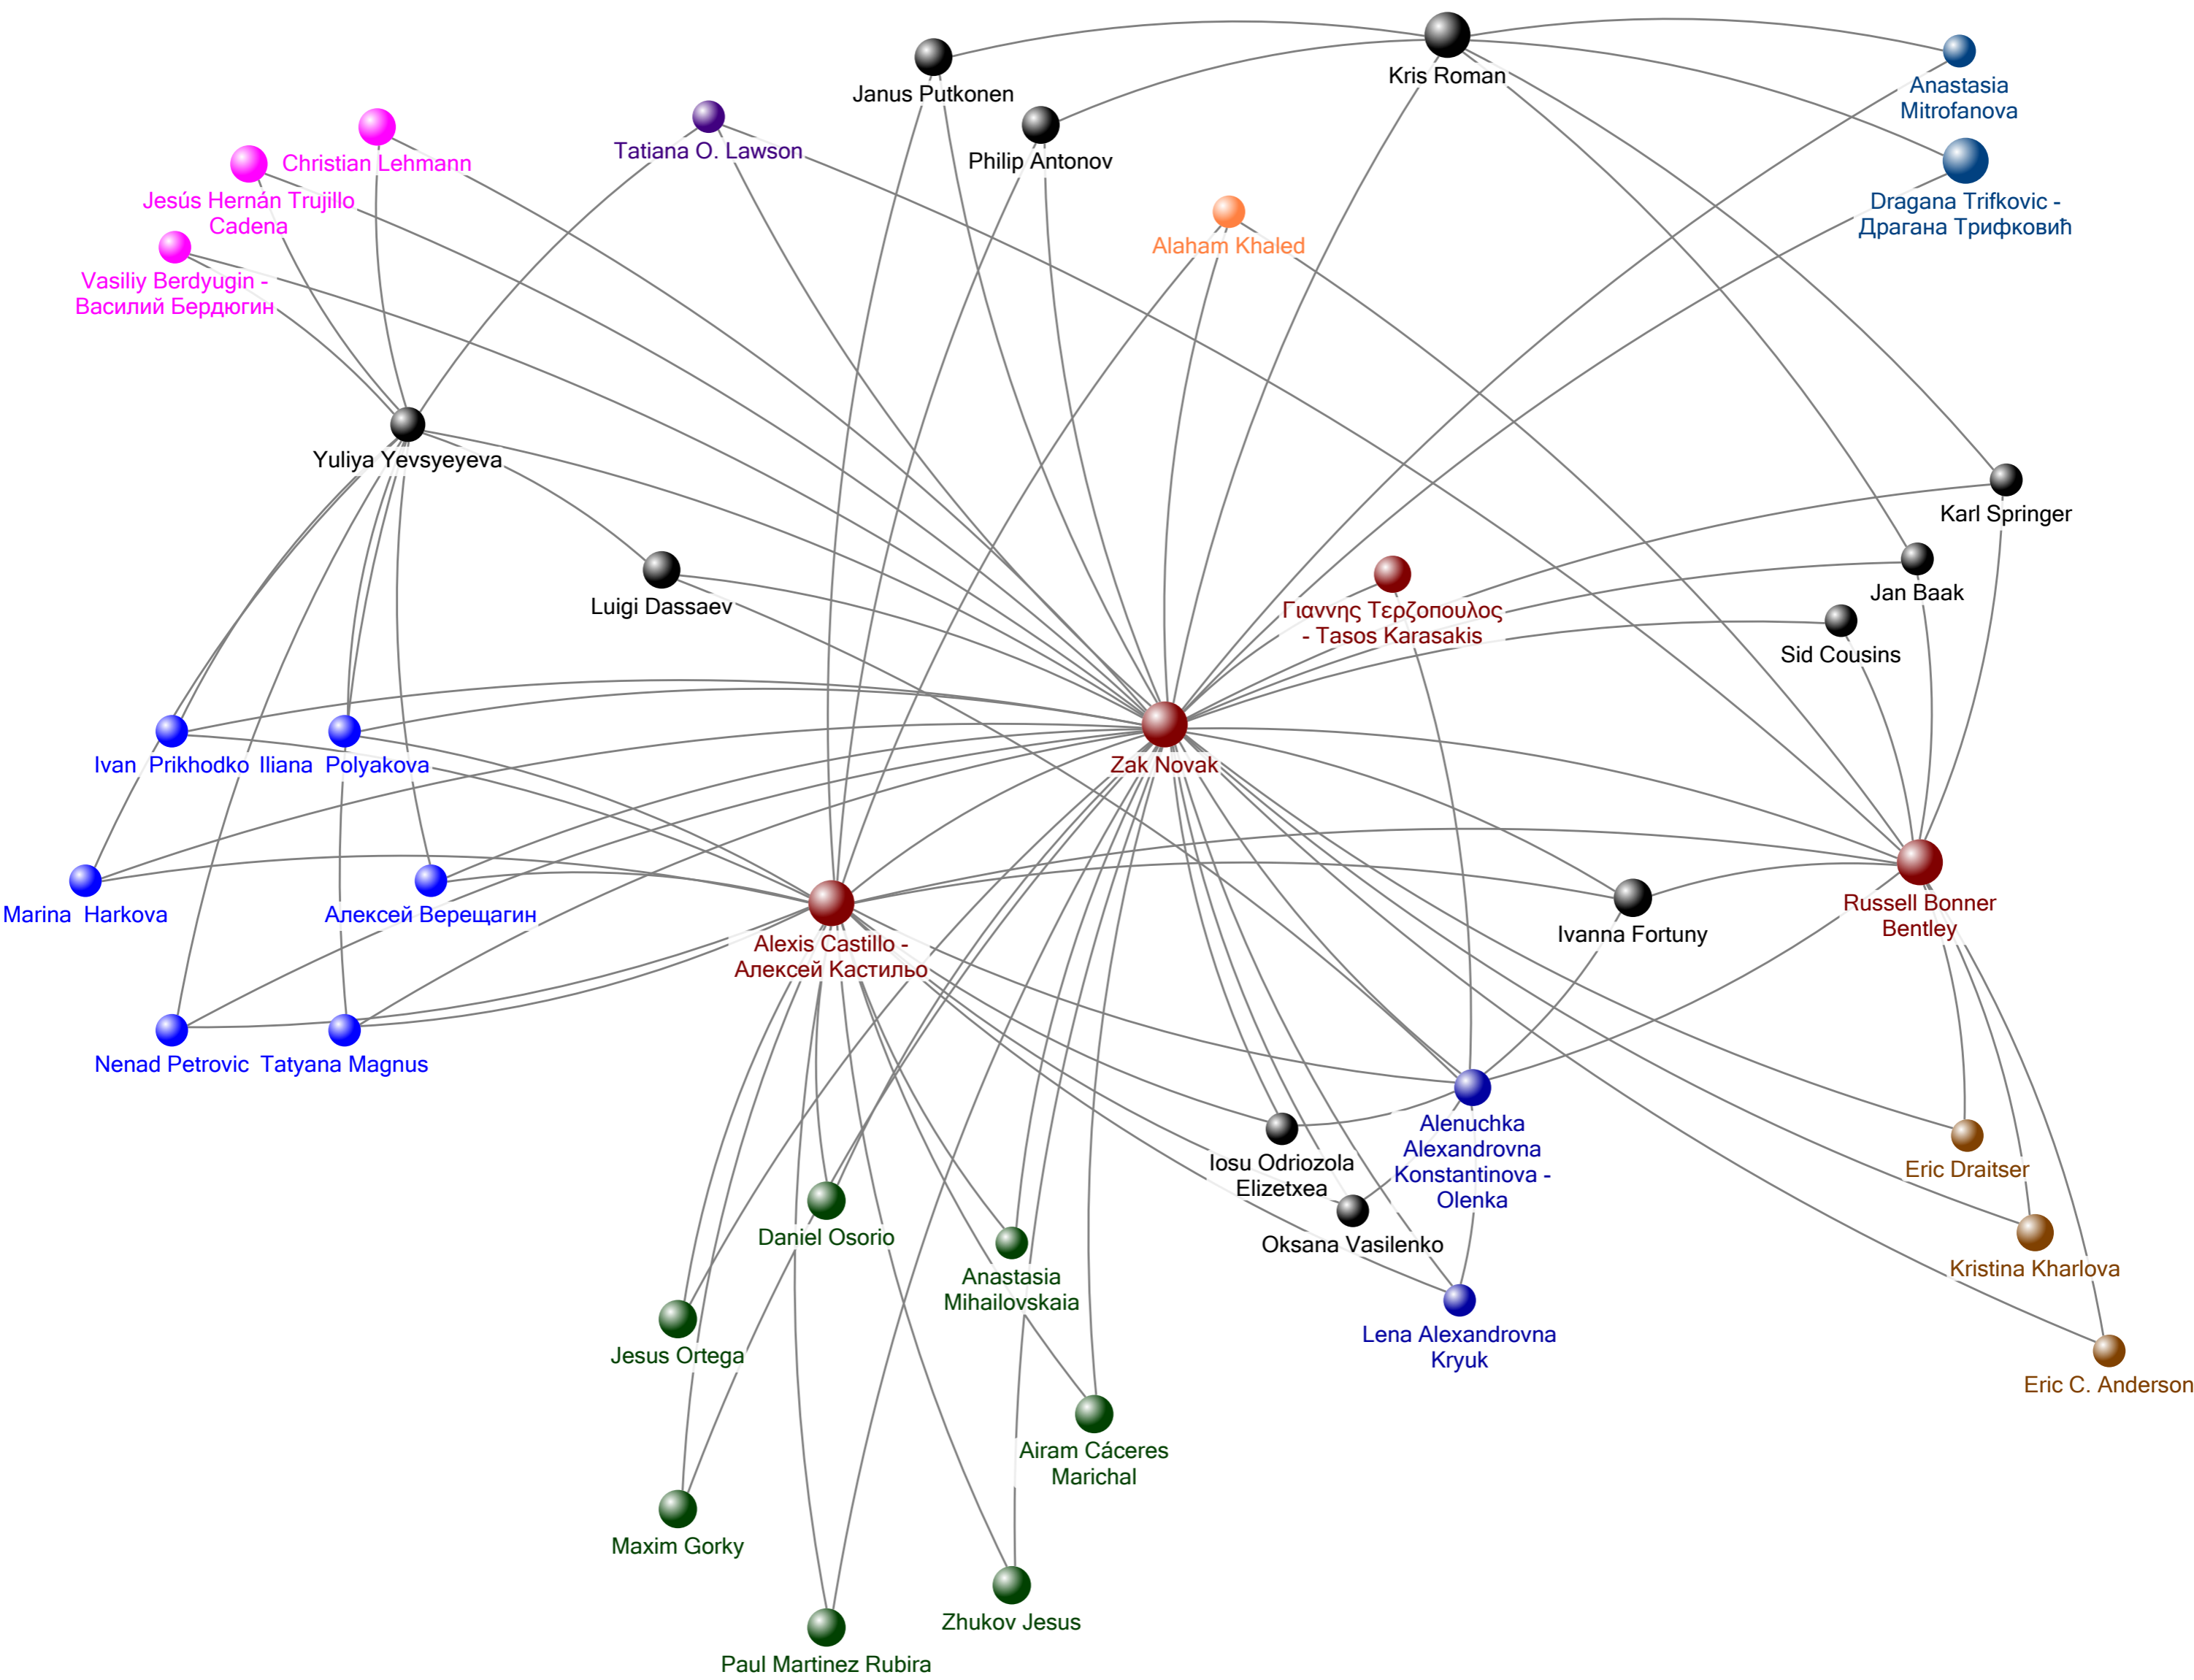 Kris Roman
Janus Putkonen
Anastasia
Mitrofanova
Tatiana O. Lawson
Philip Antonov
Christian Lehmann
Jesús Hernán Trujillo
Cadena
Dragana Trifkovic -
Драгана Трифковић
Alaham Khaled
Vasiliy Berdyugin -
Василий Бердюгин
Yuliya Yevsyeyeva
Karl Springer
Jan Baak
Luigi Dassaev
Γιαννης Τερζοπουλος
- Tasos Karasakis
Sid Cousins
Ivan  Prikhodko
Iliana  Polyakova
Zak Novak
Marina  Harkova
Алексей Верещагин
Alexis Castillo -
Алексей Кастильо
Ivanna Fortuny
Russell Bonner
Bentley
Nenad Petrovic
Tatyana Magnus
Alenuchka
Alexandrovna
Konstantinova -
Olenka
Iosu Odriozola
Elizetxea
Eric Draitser
Daniel Osorio
Oksana Vasilenko
Anastasia
Mihailovskaia
Kristina Kharlova
Lena Alexandrovna
Kryuk
Jesus Ortega
Eric C. Anderson
Airam Cáceres
Marichal
Maxim Gorky
Zhukov Jesus
Paul Martinez Rubira